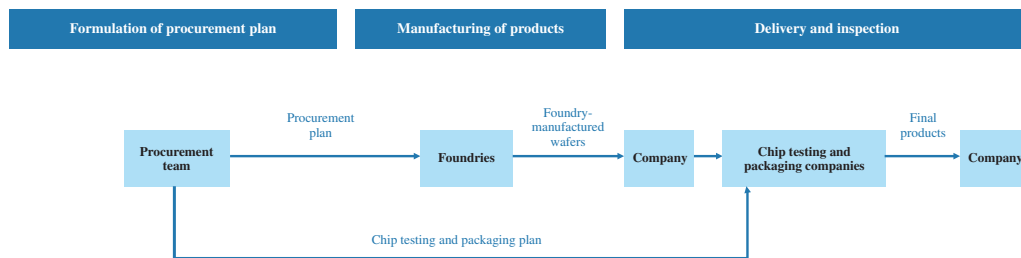 Formulation of procurement plan
Manufacturing of products
Delivery and inspection
Procurement
plan
Foundry-
manufactured
wafers
Final
products
Procurement
team
Foundries
Company
Chip testing and
packaging companies
Company
Chip testing and packaging plan